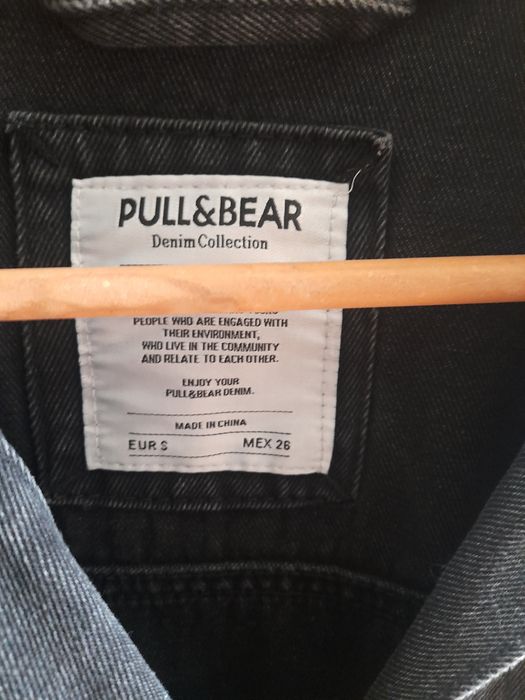 PULL&BEAR
Denim Collection
PEOPLE WHO ARE ENGAGED WITH
THEIR ENVIRONMENT,
WHO LIVE IN THE COMMUNITY
AND RELATE TO EACH OTHER.
ENJOY YOUR
PULL&BEAR DENIM.
MADE IN CHINA
EUR S MEX 26